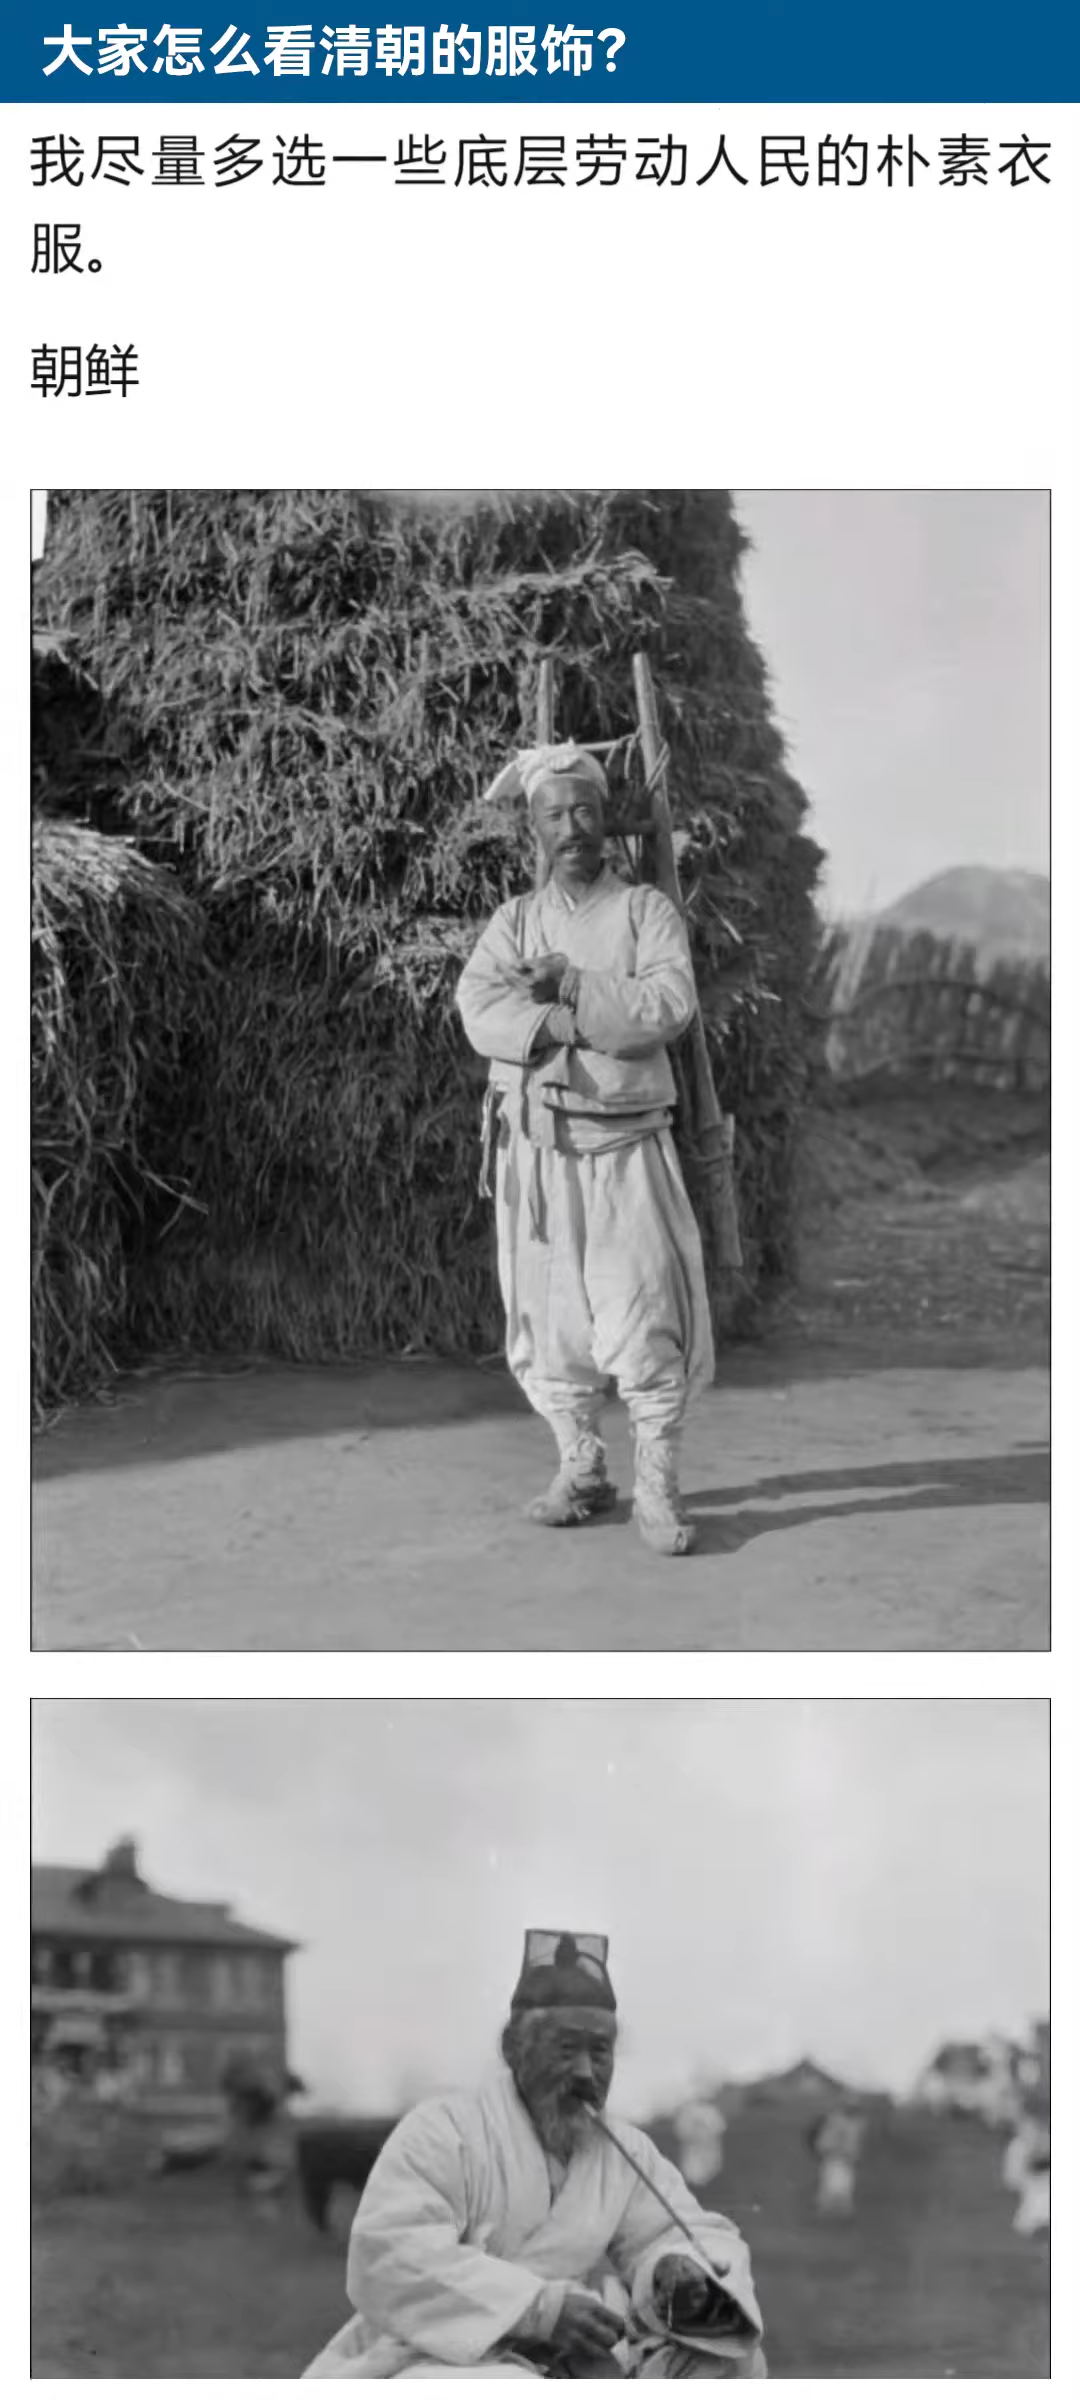 大家怎么看清朝的服饰？
我尽量多选一些底层劳动人民的朴素衣
服。
朝鲜